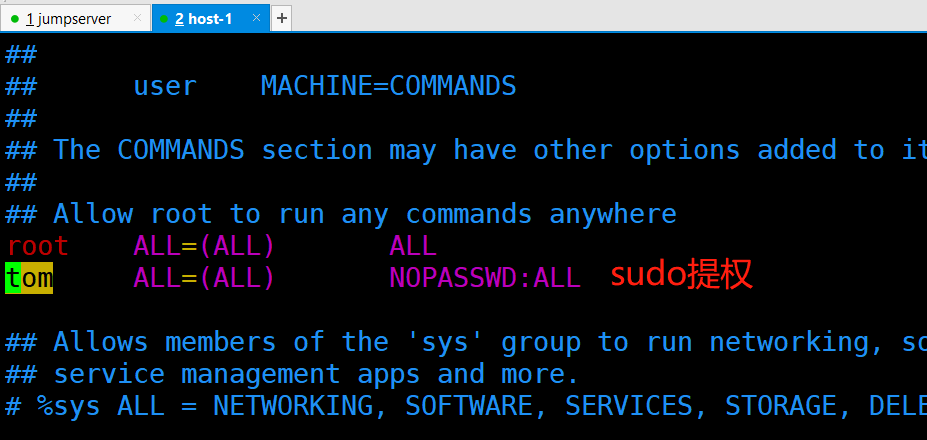 1 jumpserver × 2 host-1 × +
##
##      user    MACHINE=COMMANDS
##
## The COMMANDS section may have other options added to it
##
## Allow root to run any commands anywhere
root    ALL=(ALL)       ALL
tom     ALL=(ALL)       NOPASSWD:ALL  sudo提权
## Allows members of the 'sys' group to run networking, so
## service management apps and more.
# %sys ALL = NETWORKING, SOFTWARE, SERVICES, STORAGE, DELE